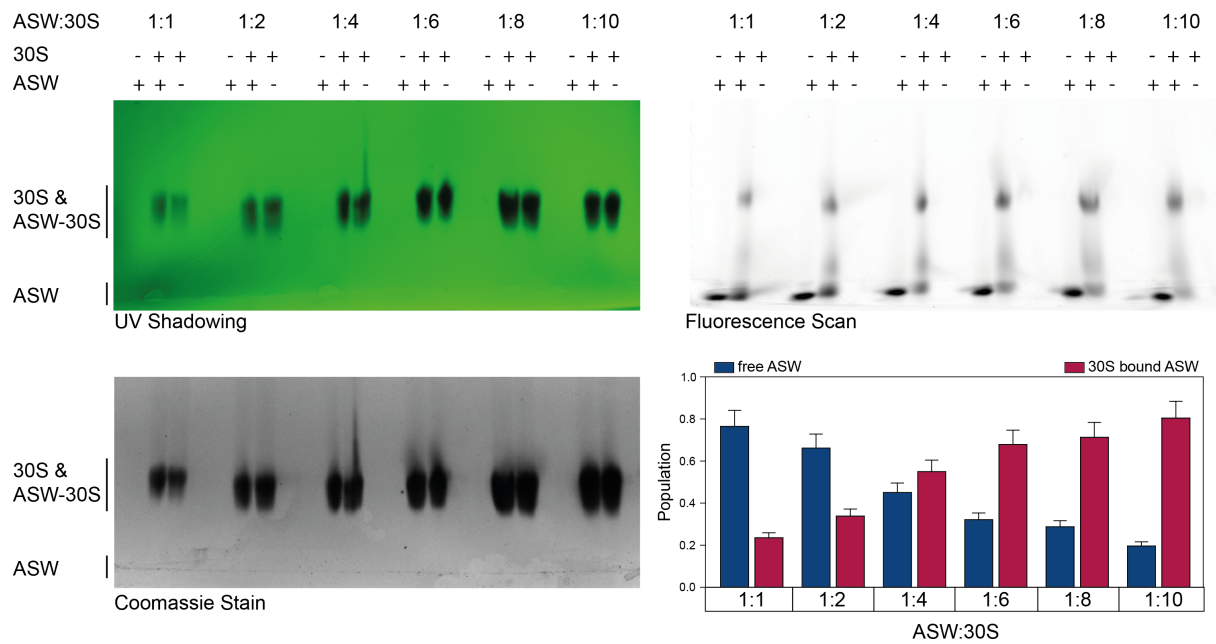 ASW:30S 1:1 1:2 1:4 1:6 1:8 1:10
30S - + + - + + - + + - + + - + + - + +
ASW + + - + + - + + - + + - + + - + + -
30S &
ASW-30S
ASW
UV Shadowing
1:1 1:2 1:4 1:6 1:8 1:10
- + + - + + - + + - + + - + + - + +
+ + - + + - + + - + + - + + - + + -
Fluorescence Scan
30S &
ASW-30S
ASW
Coomassie Stain
free ASW 30S bound ASW
1.0
0.8
0.6
0.4
0.2
0.0
Population
1:1 1:2 1:4 1:6 1:8 1:10
ASW:30S